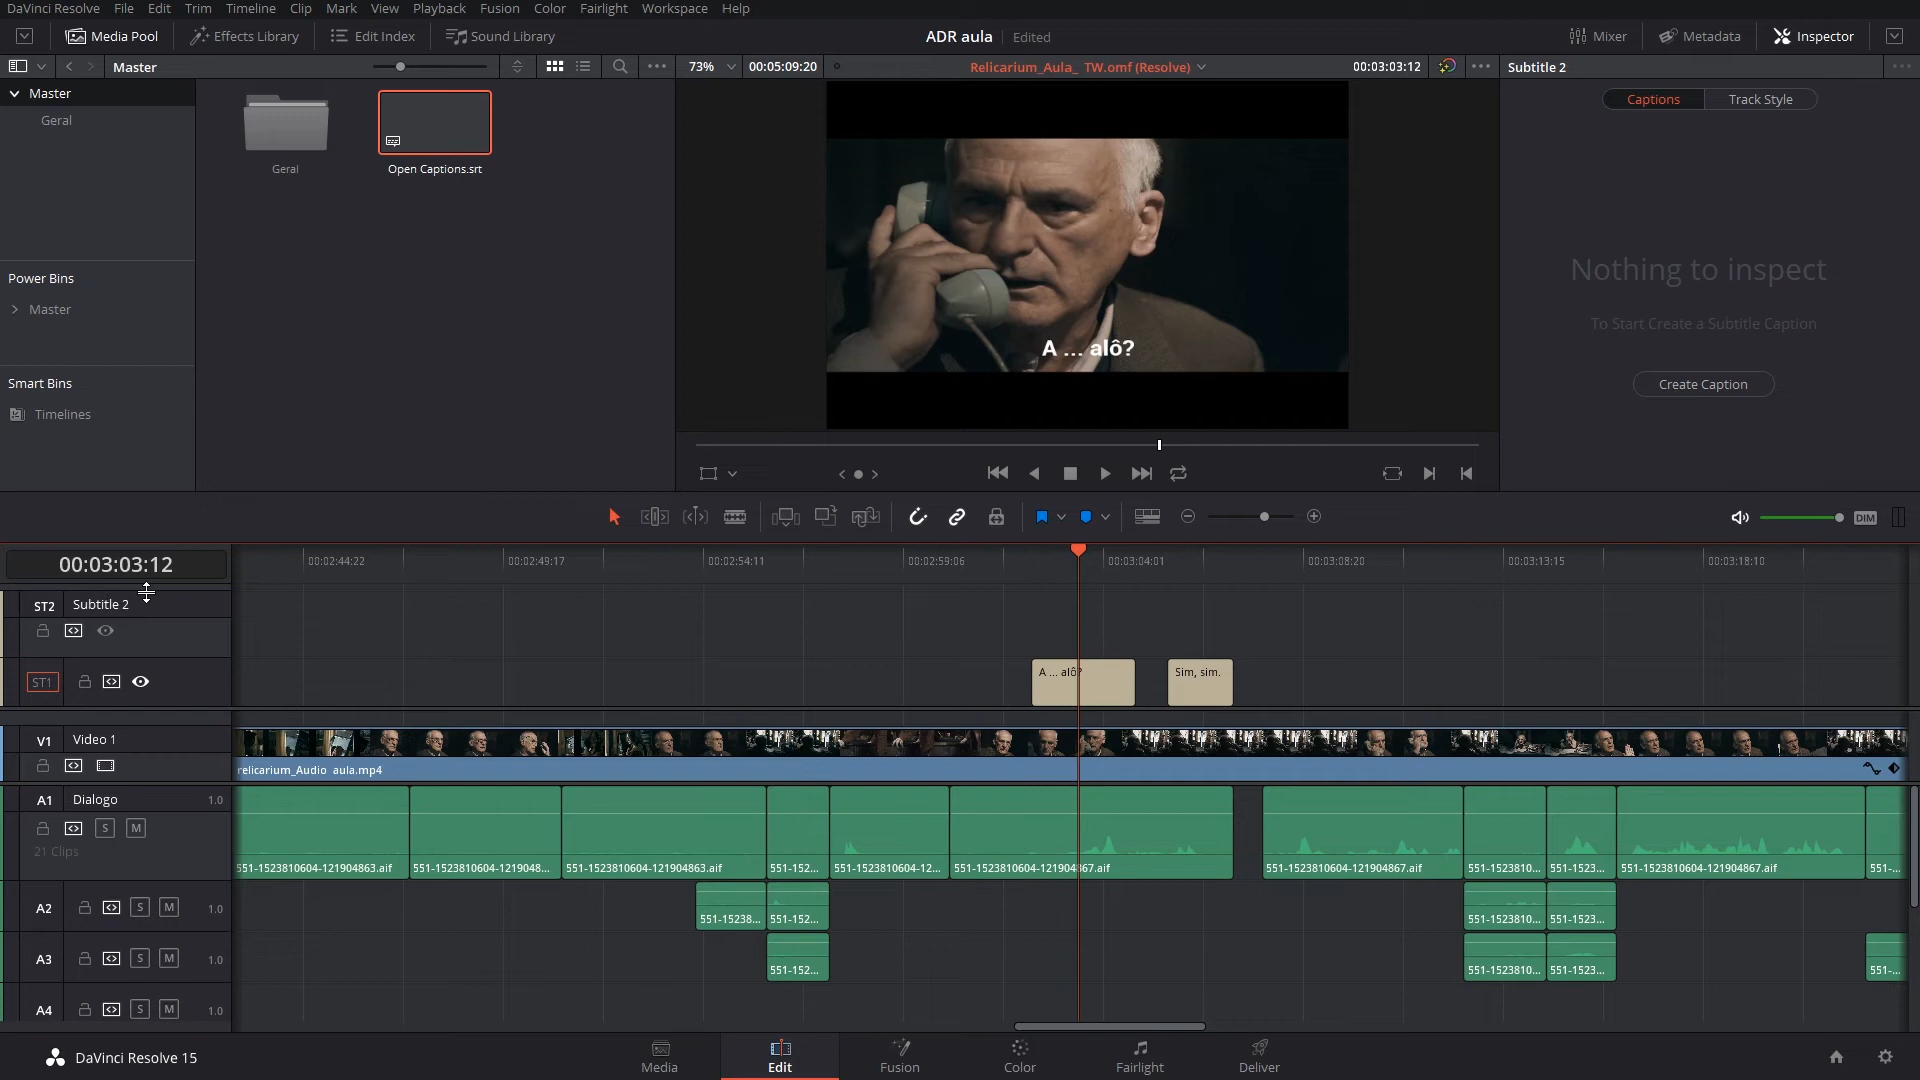 DaVinci Resolve File Edit Trim Timeline Clip Mark View Playback Fusion Color Fairlight Workspace Help
Media Pool Effects Library Edit Index Sound Library ADR aula Edited Mixer Metadata Inspector
Master 73% 00:05:09:20 Relicarium_Aula_ TW.omf (Resolve) 00:03:03:12 Subtitle 2
Master
Geral
Geral
Open Captions.srt
Power Bins
Master
Smart Bins
Timelines
A ... alô?
Captions Track Style
Nothing to inspect
To Start Create a Subtitle Caption
Create Caption
DIM
00:03:03:12 00:02:44:22 00:02:49:17 00:02:54:11 00:02:59:06 00:03:04:01 00:03:08:20 00:03:13:15 00:03:18:10
ST2 Subtitle 2
ST1 A ... alô? Sim, sim.
V1 Video 1
relicarium_Audio aula.mp4
A1 Dialogo 1.0
S M
21 Clips
551-1523810604-121904863.aif 551-1523810604-1219048... 551-1523810604-121904863.aif 551-152... 551-1523810604-12... 551-1523810604-121904867.aif 551-1523810604-121904867.aif 551-1523810... 551-1523... 551-1523810604-121904867.aif 551-...
A2 S M 1.0 551-15238... 551-152... 551-1523810... 551-1523...
A3 S M 1.0 551-152... 551-1523810... 551-1523... 551-...
A4 S M 1.0
DaVinci Resolve 15 Media Edit Fusion Color Fairlight Deliver